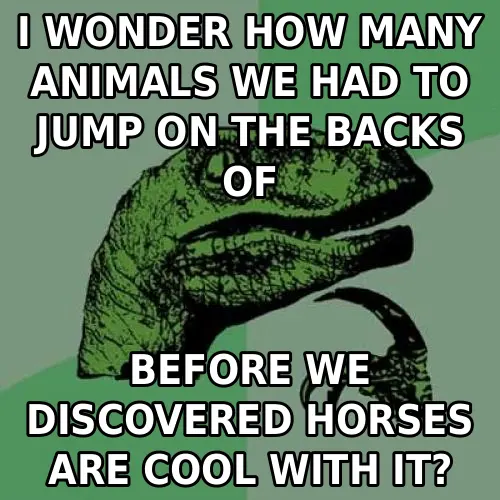 I WONDER HOW MANY
ANIMALS WE HAD TO
JUMP ON THE BACKS
OF
BEFORE WE
DISCOVERED HORSES
ARE COOL WITH IT?